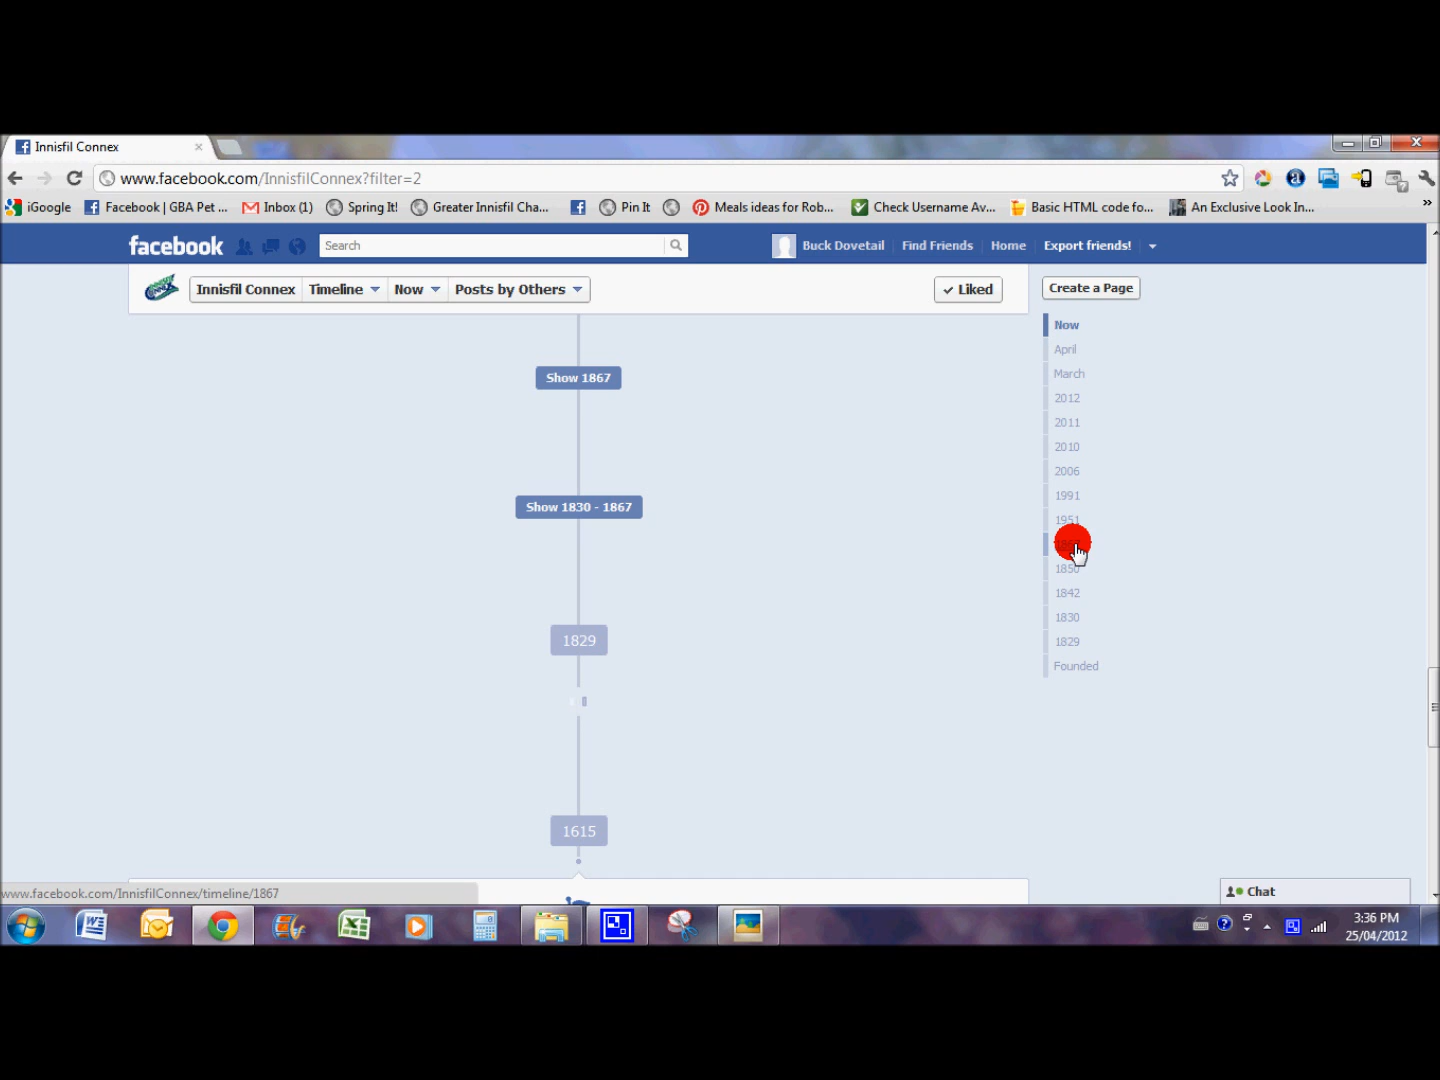 Innisfil Connex
www.facebook.com/InnisfilConnex?filter=2
iGoogle Facebook | GBA Pet ... Inbox (1) Spring It! Greater Innisfil Cha... Pin It Meals ideas for Rob... Check Username Av... Basic HTML code fo... An Exclusive Look In... »
facebook Search Buck Dovetail Find Friends Home Export friends!
Innisfil Connex Timeline Now Posts by Others Liked Create a Page
Now
April
March
2012
2011
2010
2006
1991
1951
1850
1842
1830
1829
Founded
Show 1867
Show 1830 - 1867
1829
1615
www.facebook.com/InnisfilConnex/timeline/1867
Chat
3:36 PM
25/04/2012